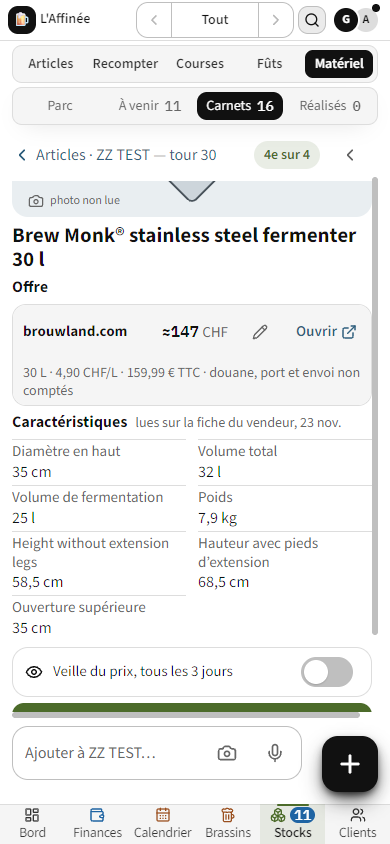 L'Affinée
Tout
G
A
Articles
Recompter
Courses
Fûts
Matériel
Parc
À venir 11
Carnets 16
Réalisés 0
Articles · ZZ TEST — tour 30
4e sur 4
photo non lue
Brew Monk® stainless steel fermenter
30 l
Offre
brouwland.com
≈147 CHF
Ouvrir
30 L · 4,90 CHF/L · 159,99 € TTC · douane, port et envoi non
comptés
Caractéristiques lues sur la fiche du vendeur, 23 nov.
Diamètre en haut
35 cm
Volume total
32 l
Volume de fermentation
25 l
Poids
7,9 kg
Height without extension
legs
58,5 cm
Hauteur avec pieds
d'extension
68,5 cm
Ouverture supérieure
35 cm
Veille du prix, tous les 3 jours
Ajouter à ZZ TEST…
Bord
Finances
Calendrier
Brassins
11
Stocks
Clients